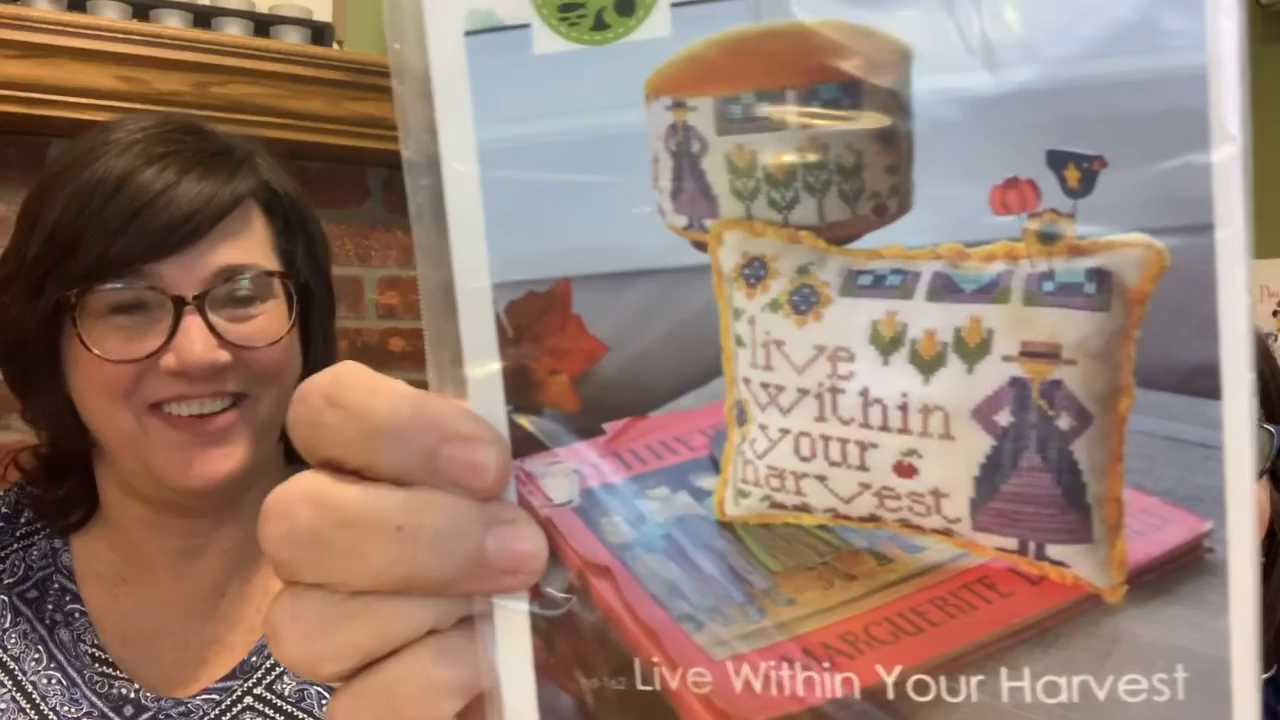 live
within
your
harvest
MARGUERITE
Live Within Your Harvest